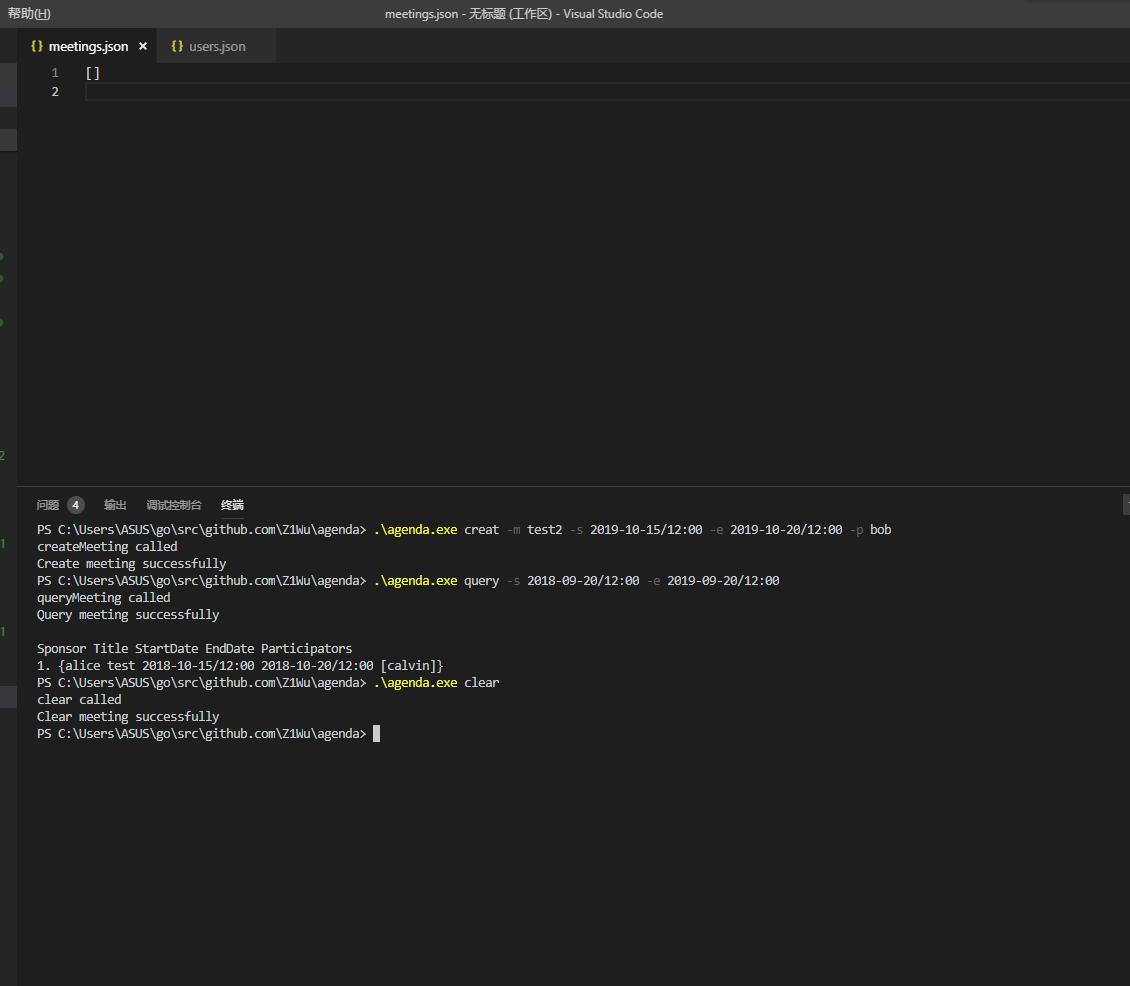 帮助(H)
meetings.json - 无标题 (工作区) - Visual Studio Code
{} meetings.json × {} users.json
1 []
2
2
问题 4 输出 调试控制台 终端
PS C:\Users\ASUS\go\src\github.com\Z1Wu\agenda> .\agenda.exe creat -m test2 -s 2019-10-15/12:00 -e 2019-10-20/12:00 -p bob
1
createMeeting called
Create meeting successfully
PS C:\Users\ASUS\go\src\github.com\Z1Wu\agenda> .\agenda.exe query -s 2018-09-20/12:00 -e 2019-09-20/12:00
queryMeeting called
Query meeting successfully
1
Sponsor Title StartDate EndDate Participators
1. {alice test 2018-10-15/12:00 2018-10-20/12:00 [calvin]}
PS C:\Users\ASUS\go\src\github.com\Z1Wu\agenda> .\agenda.exe clear
clear called
Clear meeting successfully
PS C:\Users\ASUS\go\src\github.com\Z1Wu\agenda>